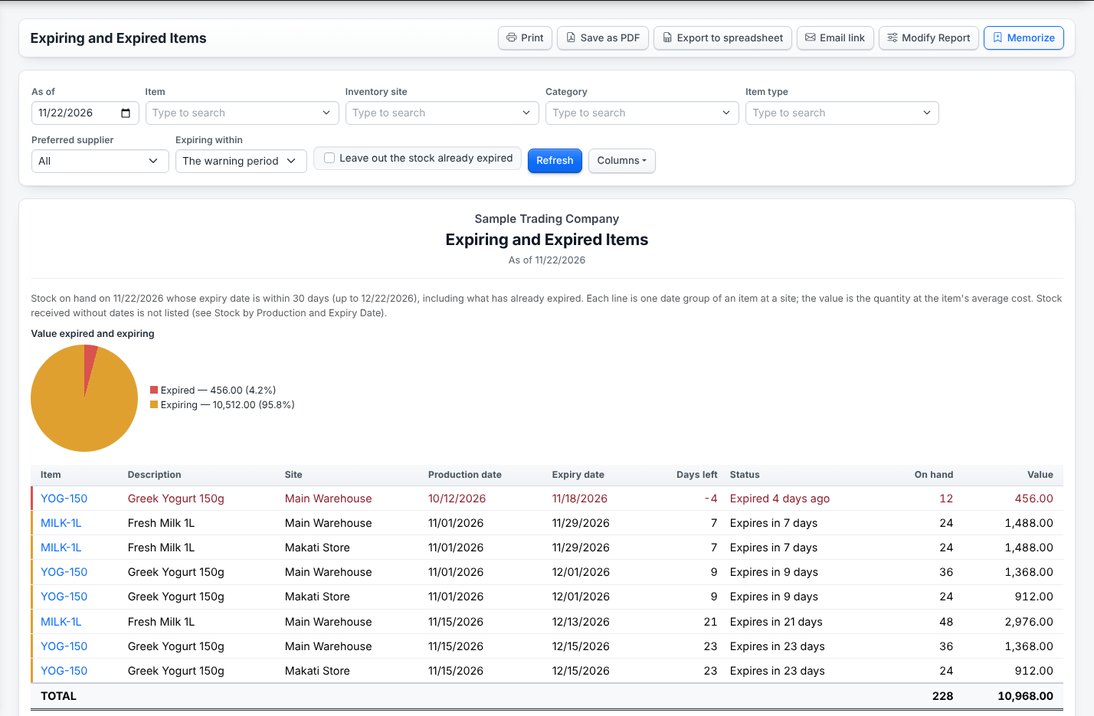 Expiring and Expired Items
Print
Save as PDF
Export to spreadsheet
Email link
Modify Report
Memorize
As of
Item
Inventory site
Category
Item type
11/22/2026
Type to search
Type to search
Type to search
Type to search
Preferred supplier
Expiring within
All
The warning period
Leave out the stock already expired
Refresh
Columns
Sample Trading Company
Expiring and Expired Items
As of 11/22/2026
Stock on hand on 11/22/2026 whose expiry date is within 30 days (up to 12/22/2026), including what has already expired. Each line is one date group of an item at a site; the value is the quantity at the item's average cost. Stock
received without dates is not listed (see Stock by Production and Expiry Date).
Value expired and expiring
Expired — 456.00 (4.2%)
Expiring — 10,512.00 (95.8%)
Item Description Site Production date Expiry date Days left Status On hand Value
YOG-150 Greek Yogurt 150g Main Warehouse 10/12/2026 11/18/2026 -4 Expired 4 days ago 12 456.00
MILK-1L Fresh Milk 1L Main Warehouse 11/01/2026 11/29/2026 7 Expires in 7 days 24 1,488.00
MILK-1L Fresh Milk 1L Makati Store 11/01/2026 11/29/2026 7 Expires in 7 days 24 1,488.00
YOG-150 Greek Yogurt 150g Main Warehouse 11/01/2026 12/01/2026 9 Expires in 9 days 36 1,368.00
YOG-150 Greek Yogurt 150g Makati Store 11/01/2026 12/01/2026 9 Expires in 9 days 24 912.00
MILK-1L Fresh Milk 1L Main Warehouse 11/15/2026 12/13/2026 21 Expires in 21 days 48 2,976.00
YOG-150 Greek Yogurt 150g Main Warehouse 11/15/2026 12/15/2026 23 Expires in 23 days 36 1,368.00
YOG-150 Greek Yogurt 150g Makati Store 11/15/2026 12/15/2026 23 Expires in 23 days 24 912.00
TOTAL 228 10,968.00